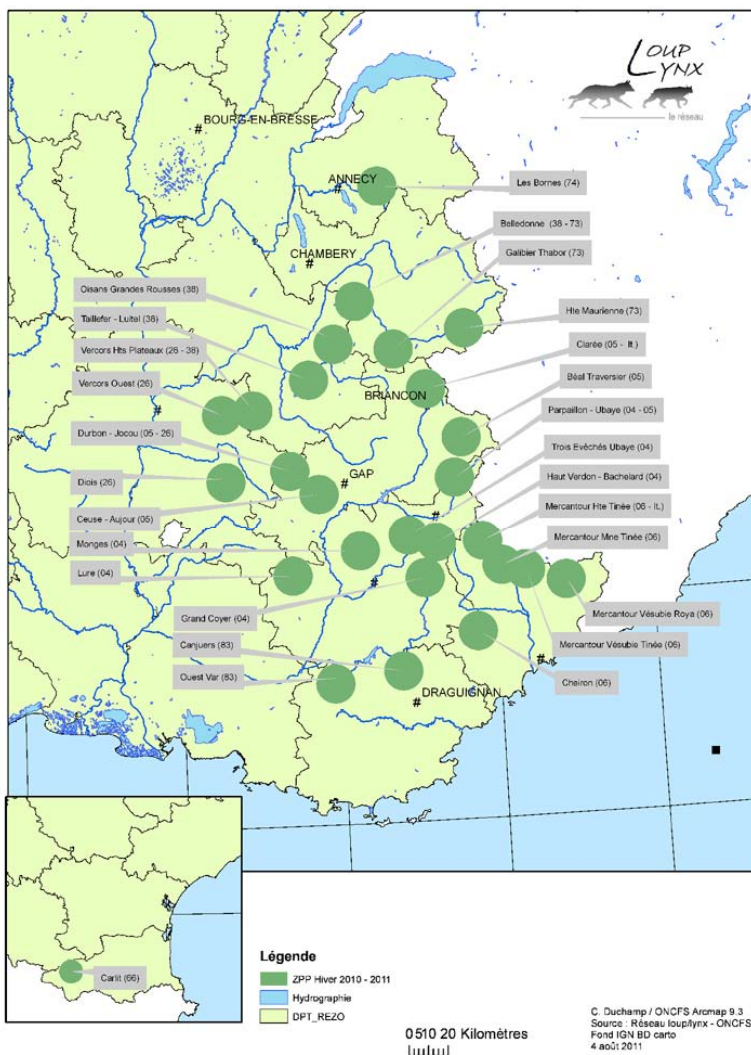 LOUP
LYNX
le réseau
BOURG-EN-BRESSE
#
Les Bornes (74)
ANNECY
#
Belledonne (38 - 73)
CHAMBERY
#
Galibier Thabor (73)
Oisans Grandes Rousses (38)
Hte Maurienne (73)
Taillefer - Luitel (38)
Clarée (05 - It.)
Vercors Hts Plateaux (26 - 38)
Béal Traversier (05)
Vercors Ouest (26)
BRIANCON
#
Parpaillon - Ubaye (04 - 05)
Durbon - Jocou (05 - 26)
Trois Evêchés Ubaye (04)
GAP
#
Haut Verdon - Bachelard (04)
Diois (26)
Mercantour Hte Tinée (06 - It.)
Ceuse - Aujour (05)
#
Mercantour Mne Tinée (06)
Monges (04)
Lure (04)
#
Grand Coyer (04)
Mercantour Vésubie Roya (06)
Canjuers (83)
Mercantour Vésubie Tinée (06)
Ouest Var (83)
#
Cheiron (06)
DRAGUIGNAN
#
Carlit (66)
Légende
ZPP Hiver 2010 - 2011
Hydrographie
DPT_REZO
0 5 10 20 Kilomètres
C. Duchamp / ONCFS Arcmap 9.3
Source : Réseau loup/lynx - ONCFS
Fond IGN BD carto
4 août 2011